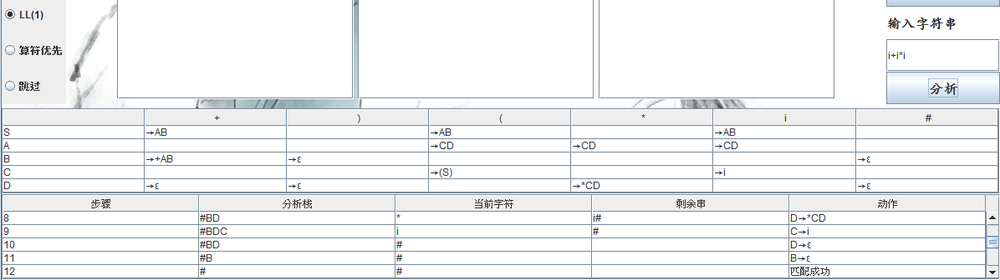 LL(1)
算符优先
跳过
输入字符串
i+i*i
分析
+ ) ( * i #
S →AB →AB →AB
A →CD →CD →CD
B →+AB →ε →ε
C →(S) →i
D →ε →ε →*CD →ε
步骤 分析栈 当前字符 剩余串 动作
8 #BD * i# D→*CD
9 #BDC i # C→i
10 #BD # D→ε
11 #B # B→ε
12 # # 匹配成功